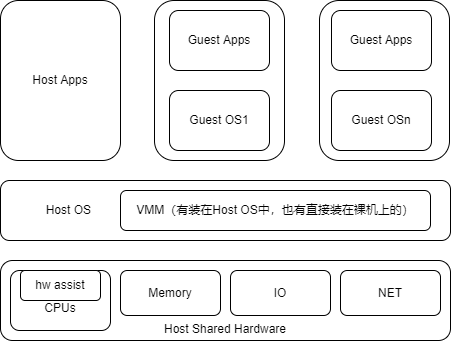 Host Apps
Guest Apps
Guest OS1
Guest Apps
Guest OSn
Host OS
VMM（有装在Host OS中，也有直接装在裸机上的）
hw assist
CPUs
Memory
IO
NET
Host Shared Hardware